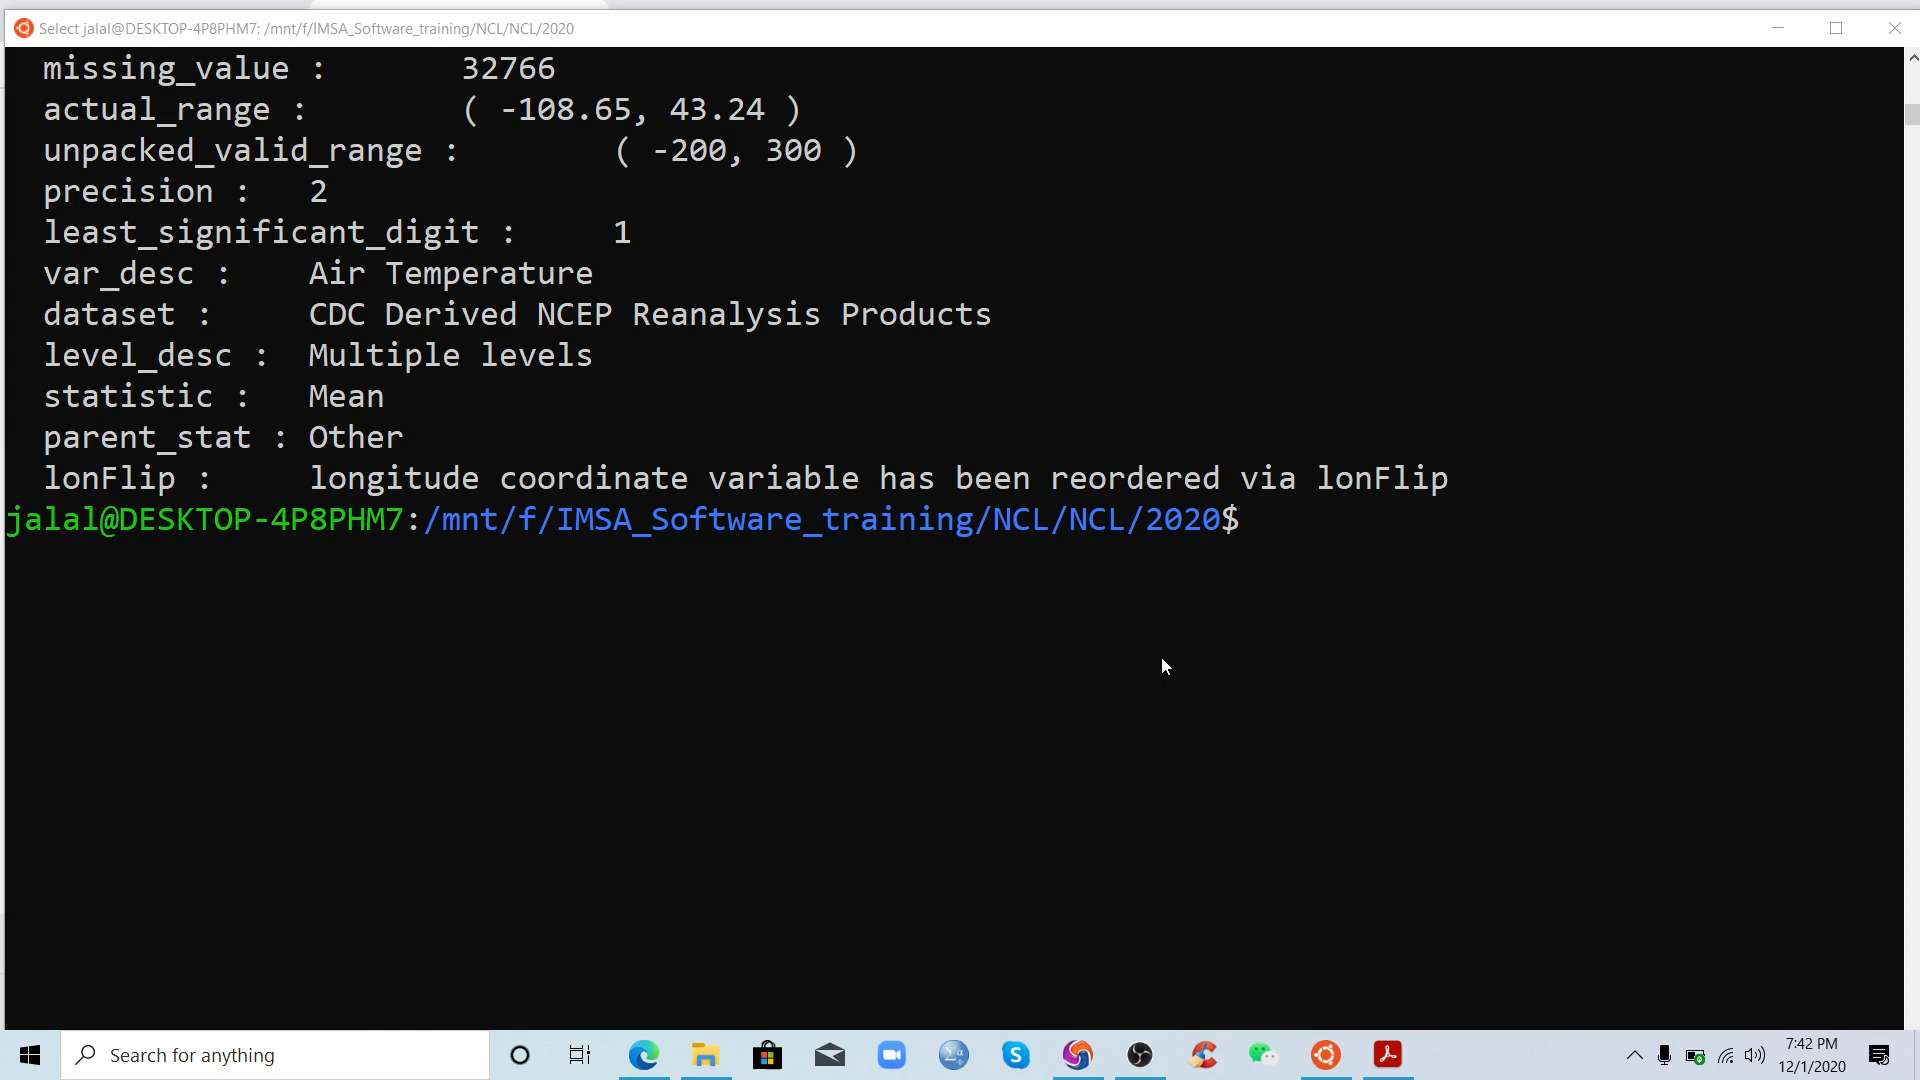 Select jalal@DESKTOP-4P8PHM7: /mnt/f/IMSA_Software_training/NCL/NCL/2020
missing_value : 32766
actual_range : ( -108.65, 43.24 )
unpacked_valid_range : ( -200, 300 )
precision : 2
least_significant_digit : 1
var_desc : Air Temperature
dataset : CDC Derived NCEP Reanalysis Products
level_desc : Multiple levels
statistic : Mean
parent_stat : Other
lonFlip : longitude coordinate variable has been reordered via lonFlip
jalal@DESKTOP-4P8PHM7:/mnt/f/IMSA_Software_training/NCL/NCL/2020$
Search for anything
7:42 PM
12/1/2020